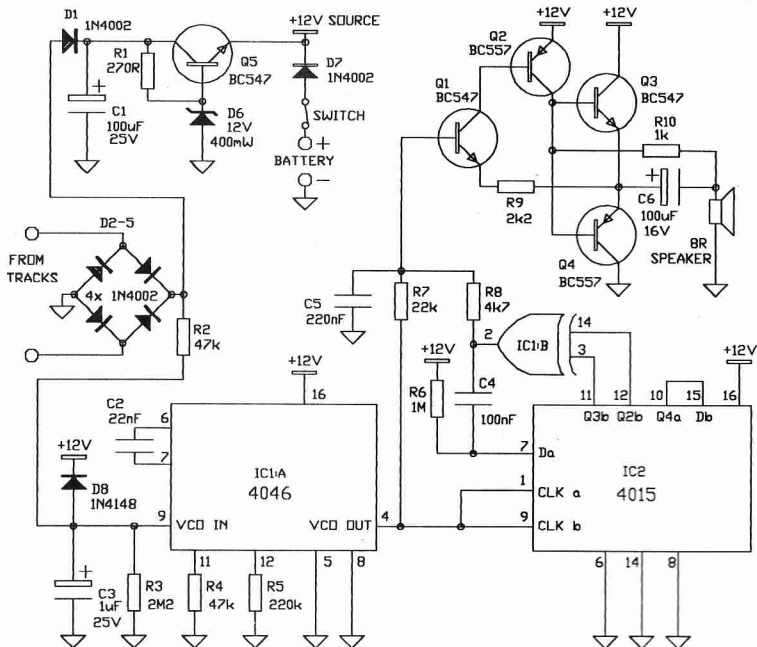 D1
1N4002
R1
270R
Q5
BC547
+12V SOURCE
D7
1N4002
SWITCH
+
BATTERY
-
+
C1
100uF
25V
D6
12V
400mW
+12V
Q2
BC557
+12V
Q1
BC547
Q3
BC547
R10
1k
R9
2k2
+
C6
100uF
16V
8R
SPEAKER
Q4
BC557
D2-5
FROM
TRACKS
4x 1N4002
R2
47k
C5
220nF
R7
22k
R8
4k7
2
IC1:B
14
3
+12V
R6
1M
C4
100nF
+12V
16
C2
22nF
6
7
IC1:A
4046
+12V
D8
1N4148
9
VCO IN
VCO OUT
4
11
12
5
8
+
C3
1uF
25V
R3
2M2
R4
47k
R5
220k
11
12
10
15
16
+12V
Q3b
Q2b
Q4a
Db
7
Da
IC2
4015
1
CLK a
9
CLK b
6
14
8